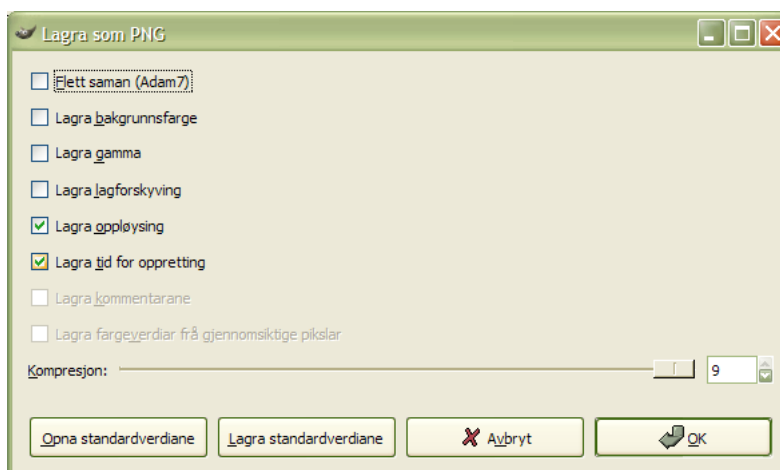 Lagra som PNG
Flett saman (Adam7)
Lagra bakgrunnsfarge
Lagra gamma
Lagra lagforskyving
Lagra oppløysing
Lagra tid for oppretting
Lagra kommentarane
Lagra fargeverdiar frå gjennomsiktige pikslar
Kompresjon: 9
Opna standardverdiane Lagra standardverdiane Avbryt OK